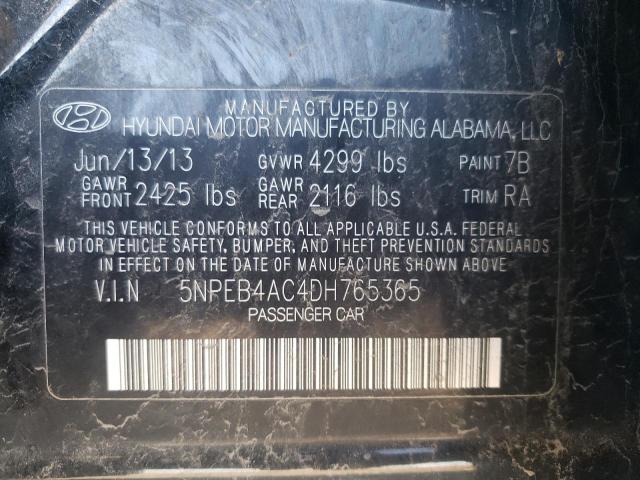 MANUFACTURED BY
HYUNDAI MOTOR MANUFACTURING ALABAMA, LLC
Jun/13/13 GVWR 4299 lbs PAINT 7B
GAWR FRONT 2425 lbs GAWR REAR 2116 lbs TRIM RA
THIS VEHICLE CONFORMS TO ALL APPLICABLE U.S.A. FEDERAL
MOTOR VEHICLE SAFETY, BUMPER, AND THEFT PREVENTION STANDARDS
IN EFFECT ON THE DATE OF MANUFACTURE SHOWN ABOVE
V.I.N 5NPEB4AC4DH765365
PASSENGER CAR